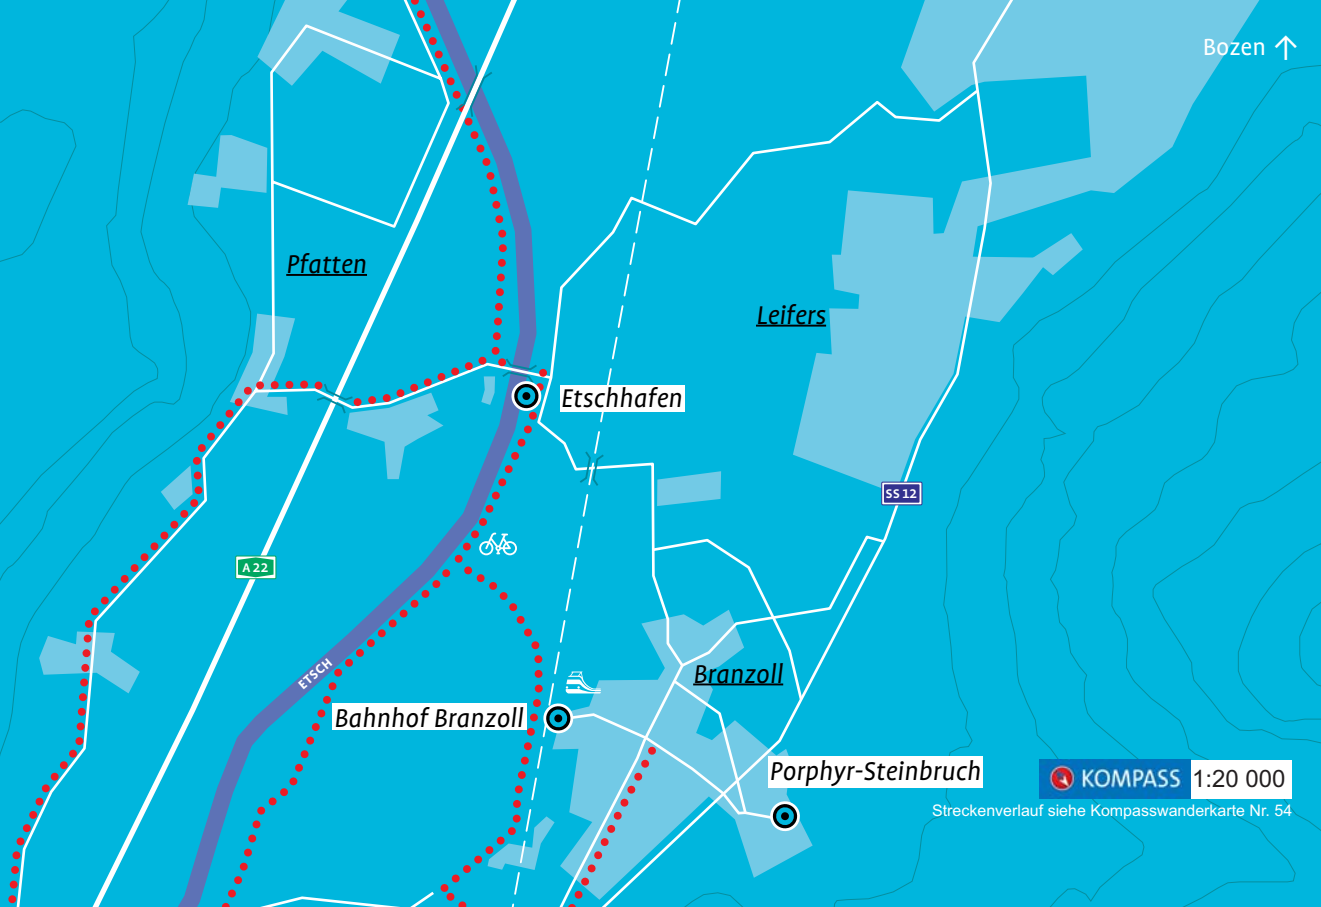 Bozen ↑
Pfatten
Leifers
Etschhafen
SS 12
A 22
ETSCH
Branzoll
Bahnhof Branzoll
Porphyr-Steinbruch
KOMPASS 1:20 000
Streckenverlauf siehe Kompasswanderkarte Nr. 54